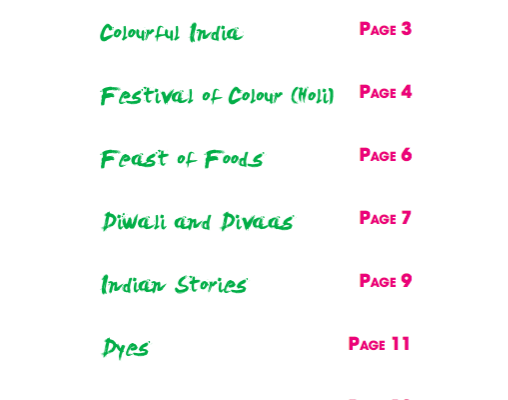 Colourful India PAGE 3
Festival of Colour (Holi) PAGE 4
Feast of Foods PAGE 6
Diwali and Divaas PAGE 7
Indian Stories PAGE 9
Dyes PAGE 11